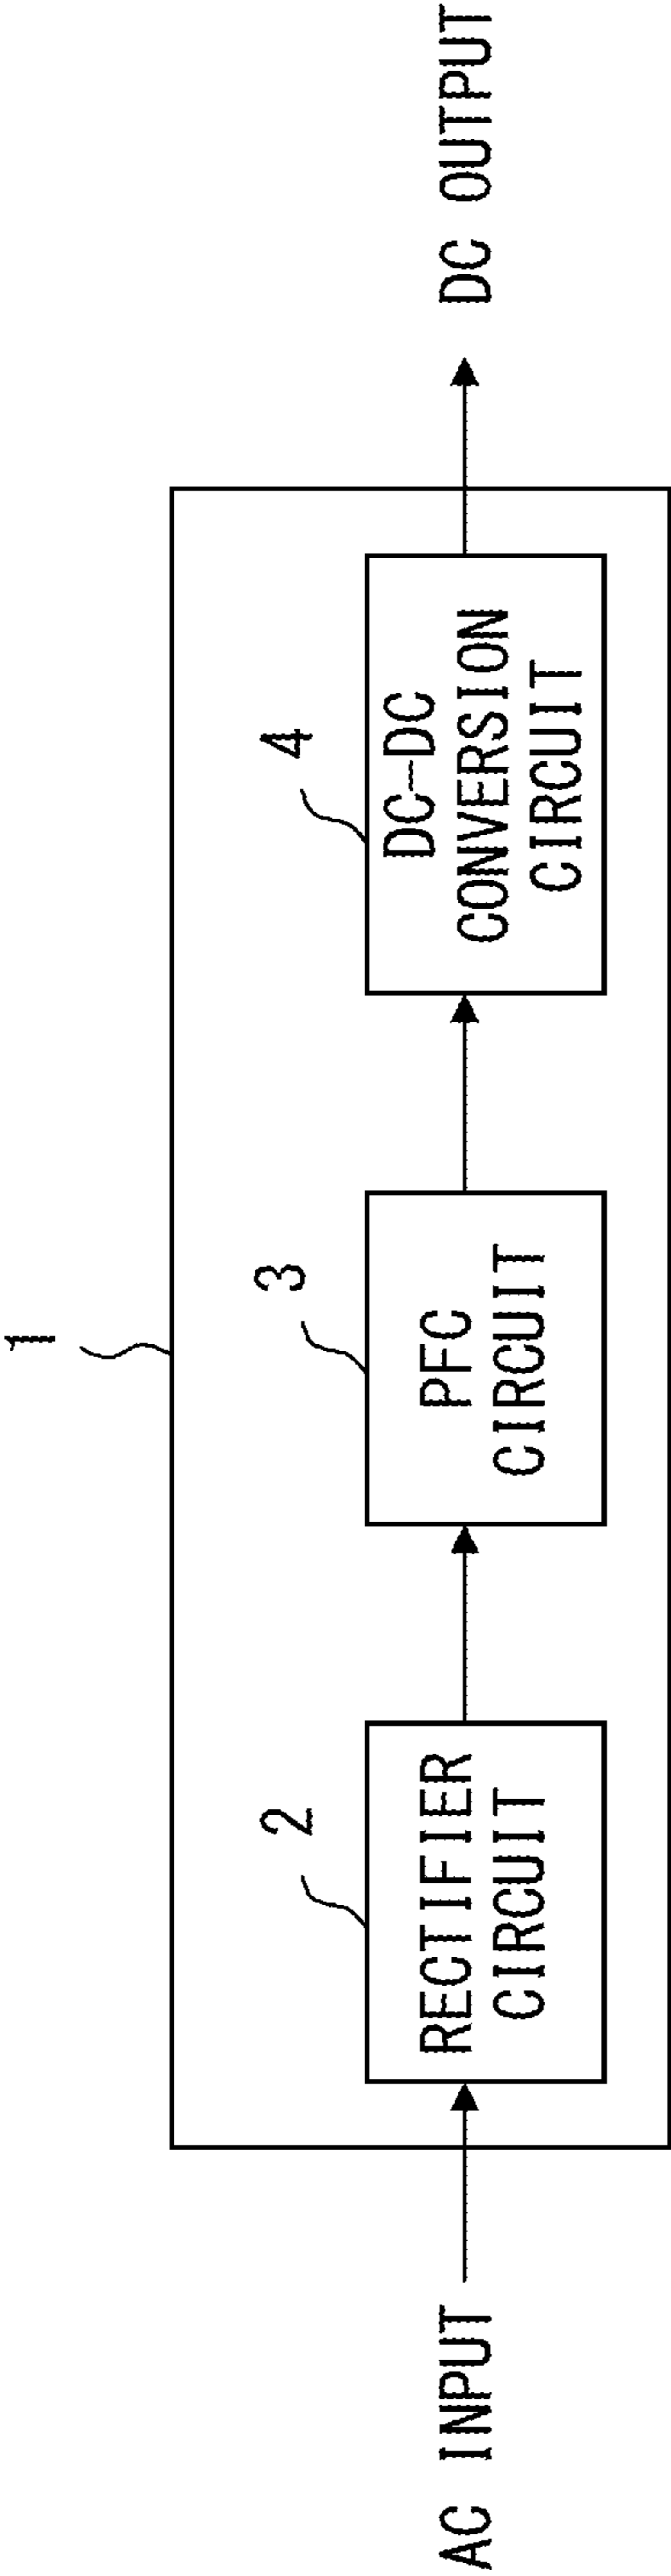 1
2
3
4
AC INPUT
RECTIFIER
CIRCUIT
PFC
CIRCUIT
DC-DC
CONVERSION
CIRCUIT
DC OUTPUT